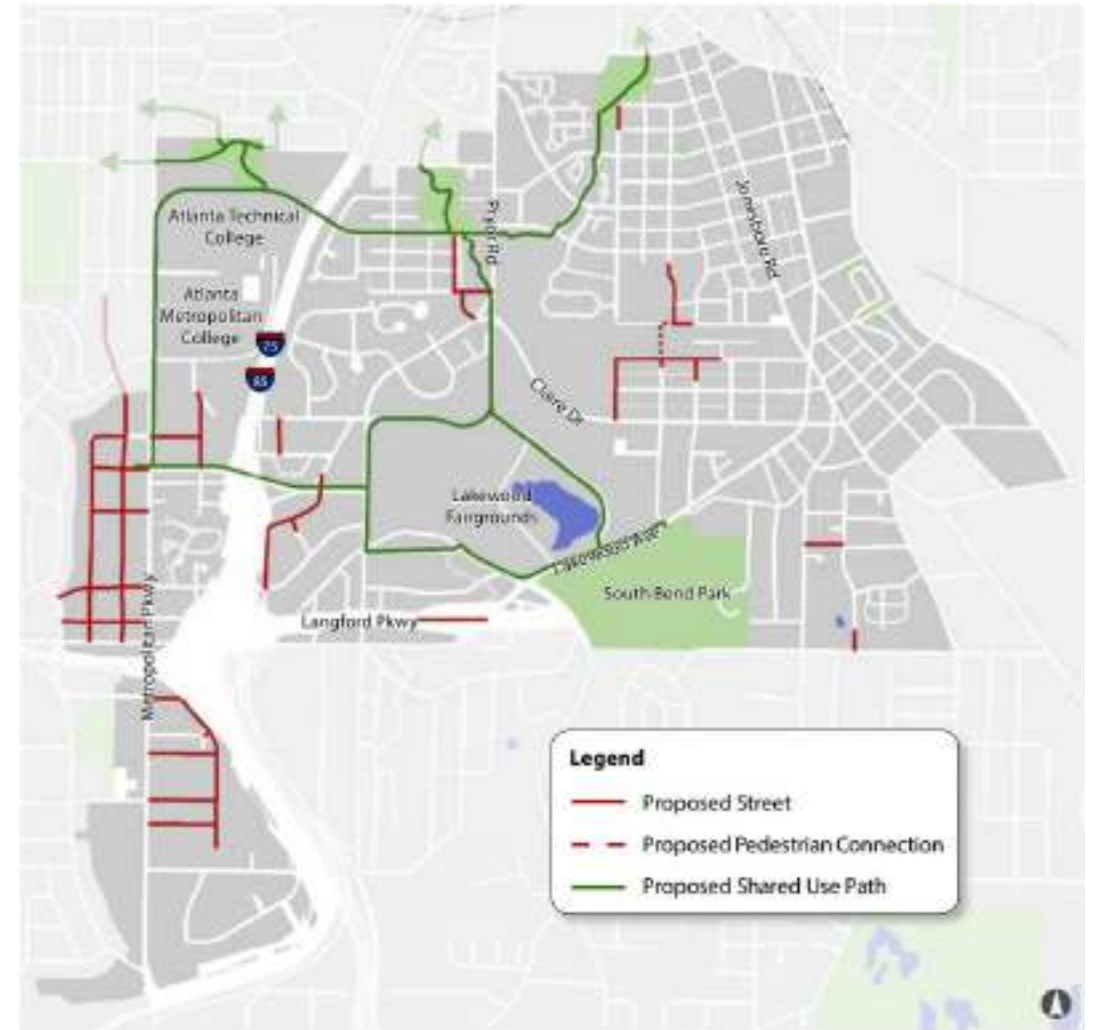 Pryor Rd
Jonesboro Rd
Atlanta Technical
College
Atlanta
Metropolitan
College
75
85
Claire Dr
Lakewood
Fairgrounds
Lakewood Ave
South Bend Park
Langford Pkwy
Metropolitan Pkwy
Legend
Proposed Street
Proposed Pedestrian Connection
Proposed Shared Use Path